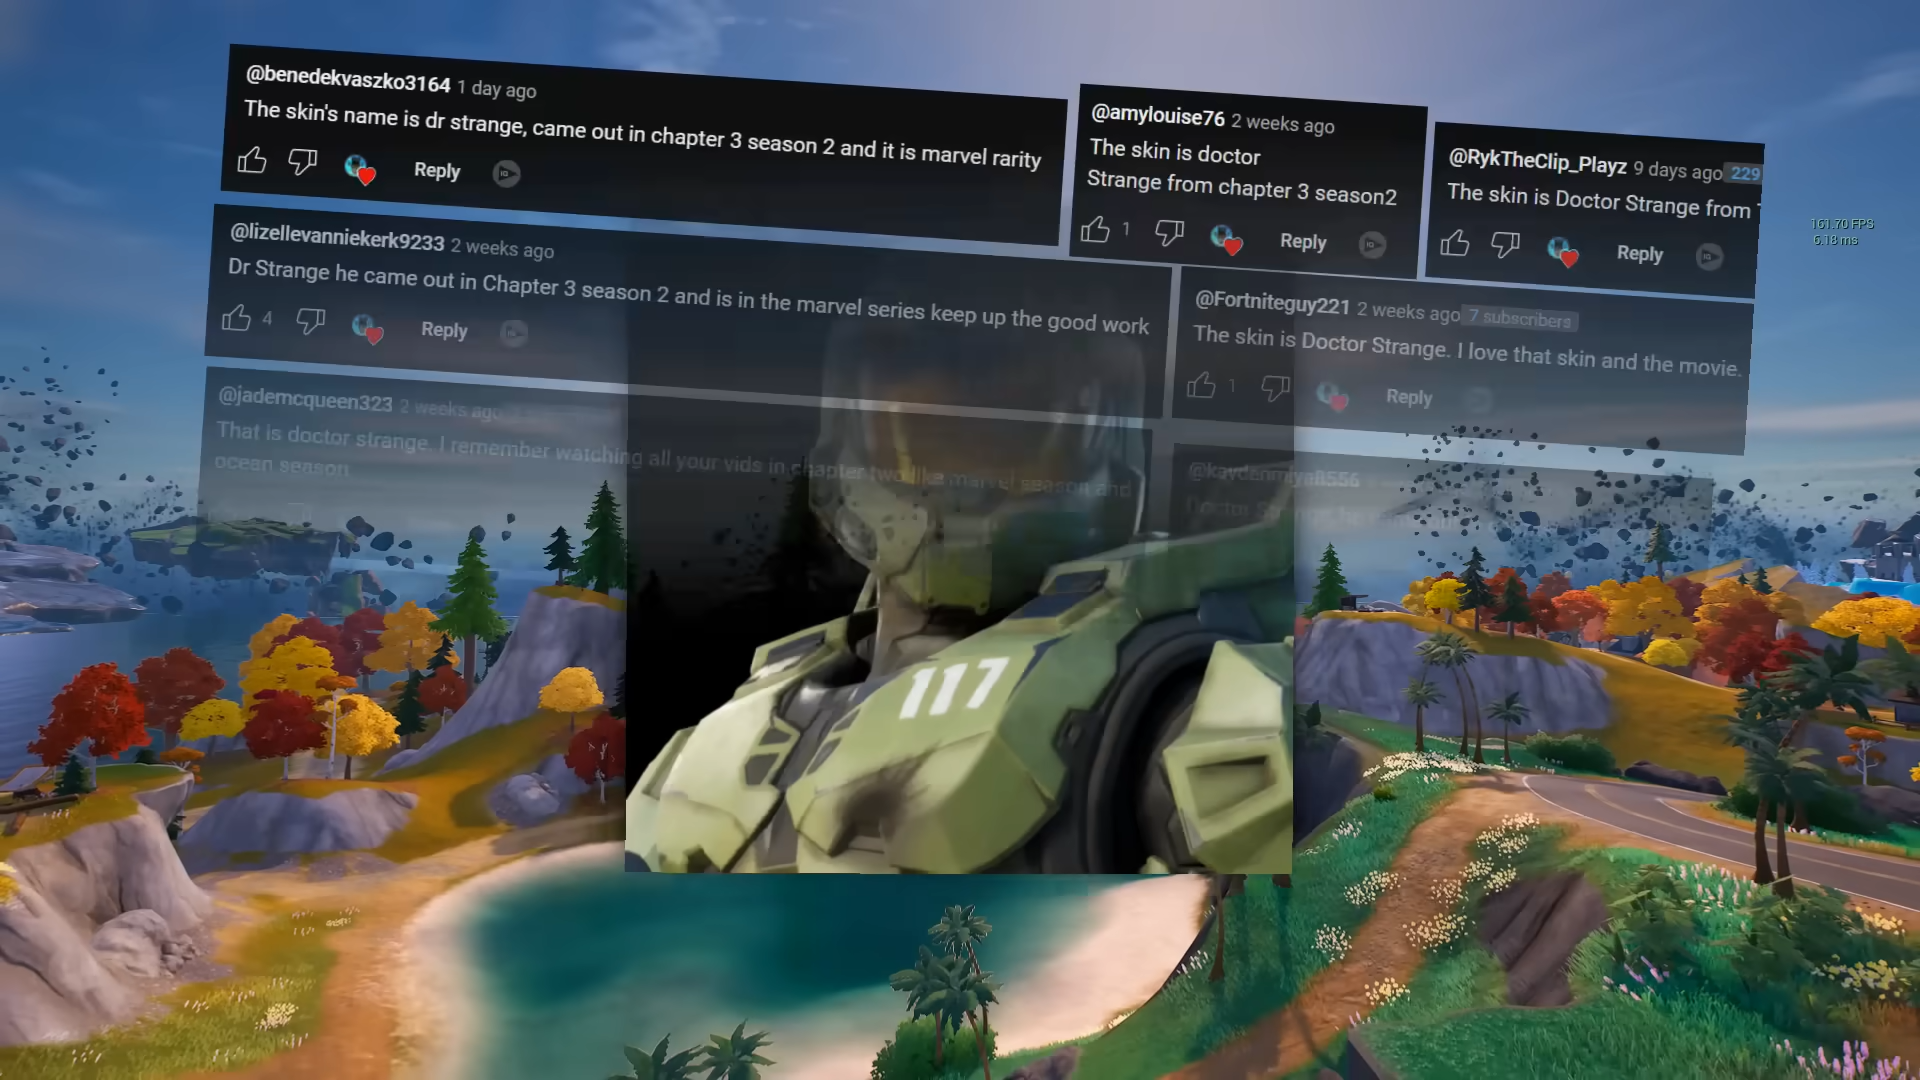 @benedekvaszko3164 1 day ago
The skin's name is dr strange, came out in chapter 3 season 2 and it is marvel rarity
Reply
@amylouise76 2 weeks ago
The skin is doctor
Strange from chapter 3 season2
1 Reply
@RykTheClip_Playz 9 days ago 229
The skin is Doctor Strange from
Reply
161.70 FPS
6.18 ms
@lizellevanniekerk9233 2 weeks ago
Dr Strange he came out in Chapter 3 season 2 and is in the marvel series keep up the good work
4 Reply
@Fortniteguy221 2 weeks ago 7 subscribers
The skin is Doctor Strange. I love that skin and the movie.
1 Reply
@jademcqueen323 2 weeks ago
That is doctor strange. I remember watching all your vids in chapter two like marvel season and
ocean season
117